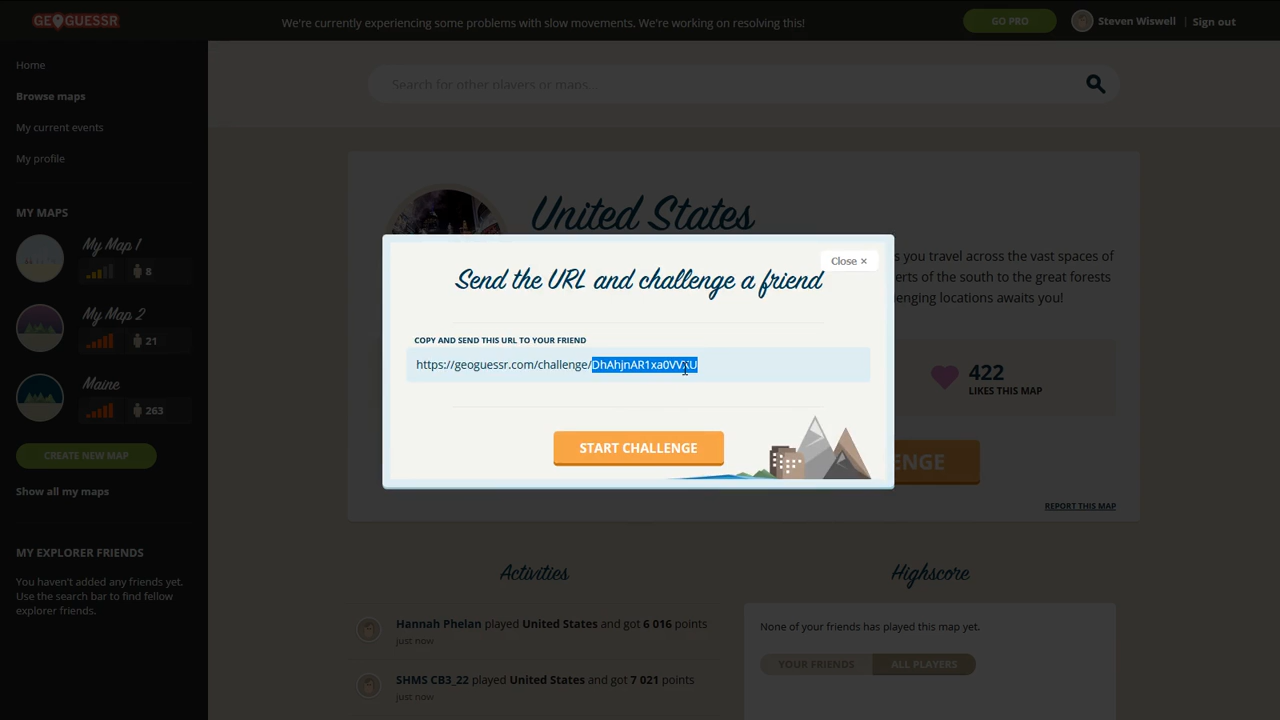 GEOGUESSR
We're currently experiencing some problems with slow movements. We're working on resolving this!
GO PRO
Steven Wiswell | Sign out
Home
Browse maps
My current events
My profile
MY MAPS
My Map 1
8
My Map 2
21
Maine
263
CREATE NEW MAP
Show all my maps
MY EXPLORER FRIENDS
You haven't added any friends yet.
Use the search bar to find fellow
explorer friends.
Search for other players or maps...
United States
s you travel across the vast spaces of
erts of the south to the great forests
enging locations awaits you!
422
LIKES THIS MAP
ENGE
REPORT THIS MAP
Close ×
Send the URL and challenge a friend
COPY AND SEND THIS URL TO YOUR FRIEND
START CHALLENGE
Activities
Hannah Phelan played United States and got 6 016 points
just now
SHMS CB3_22 played United States and got 7 021 points
just now
Highscore
None of your friends has played this map yet.
YOUR FRIENDS
ALL PLAYERS